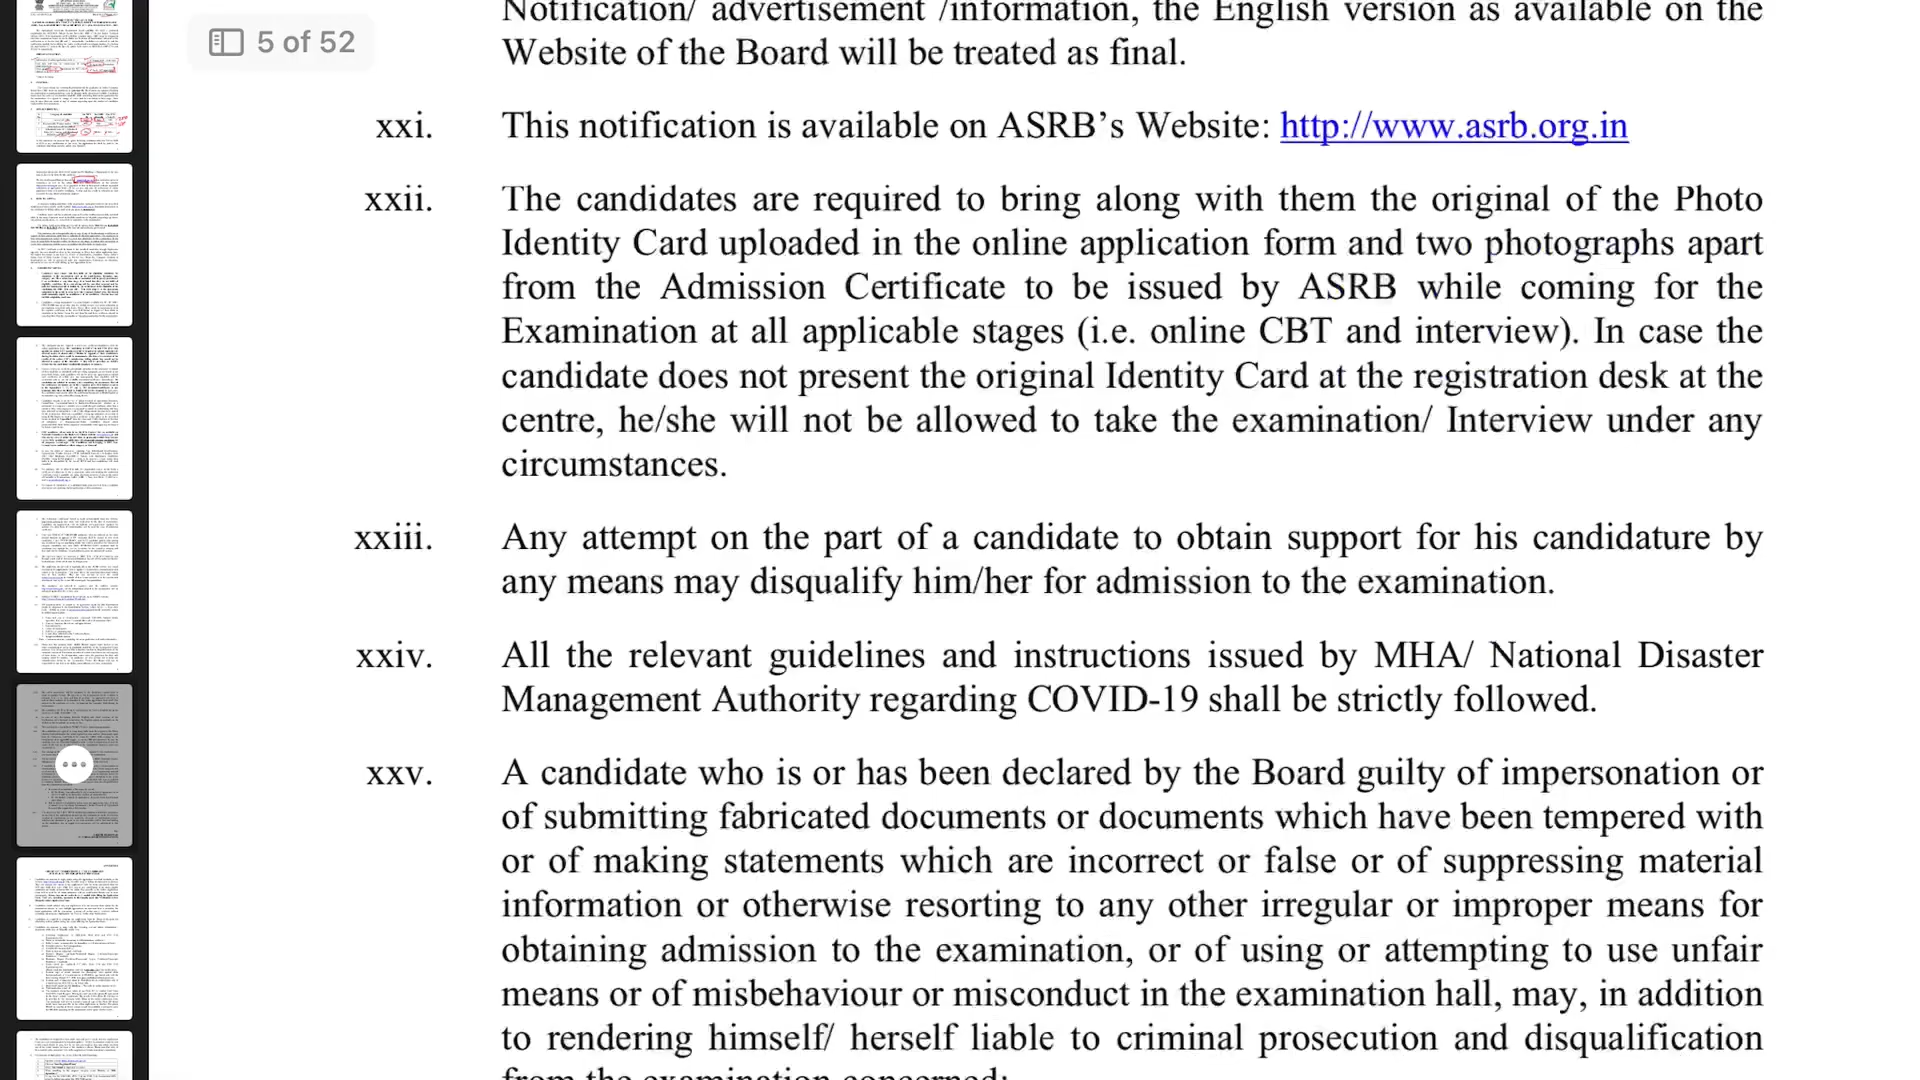 Notification/ advertisement /information, the English version as available on the
5 of 52
Website of the Board will be treated as final.
xxi. This notification is available on ASRB’s Website: http://www.asrb.org.in
xxii. The candidates are required to bring along with them the original of the Photo
Identity Card uploaded in the online application form and two photographs apart
from the Admission Certificate to be issued by ASRB while coming for the
Examination at all applicable stages (i.e. online CBT and interview). In case the
candidate does not present the original Identity Card at the registration desk at the
centre, he/she will not be allowed to take the examination/ Interview under any
circumstances.
xxiii. Any attempt on the part of a candidate to obtain support for his candidature by
any means may disqualify him/her for admission to the examination.
xxiv. All the relevant guidelines and instructions issued by MHA/ National Disaster
Management Authority regarding COVID-19 shall be strictly followed.
xxv. A candidate who is or has been declared by the Board guilty of impersonation or
of submitting fabricated documents or documents which have been tempered with
or of making statements which are incorrect or false or of suppressing material
information or otherwise resorting to any other irregular or improper means for
obtaining admission to the examination, or of using or attempting to use unfair
means or of misbehaviour or misconduct in the examination hall, may, in addition
to rendering himself/ herself liable to criminal prosecution and disqualification
from the examination concerned: